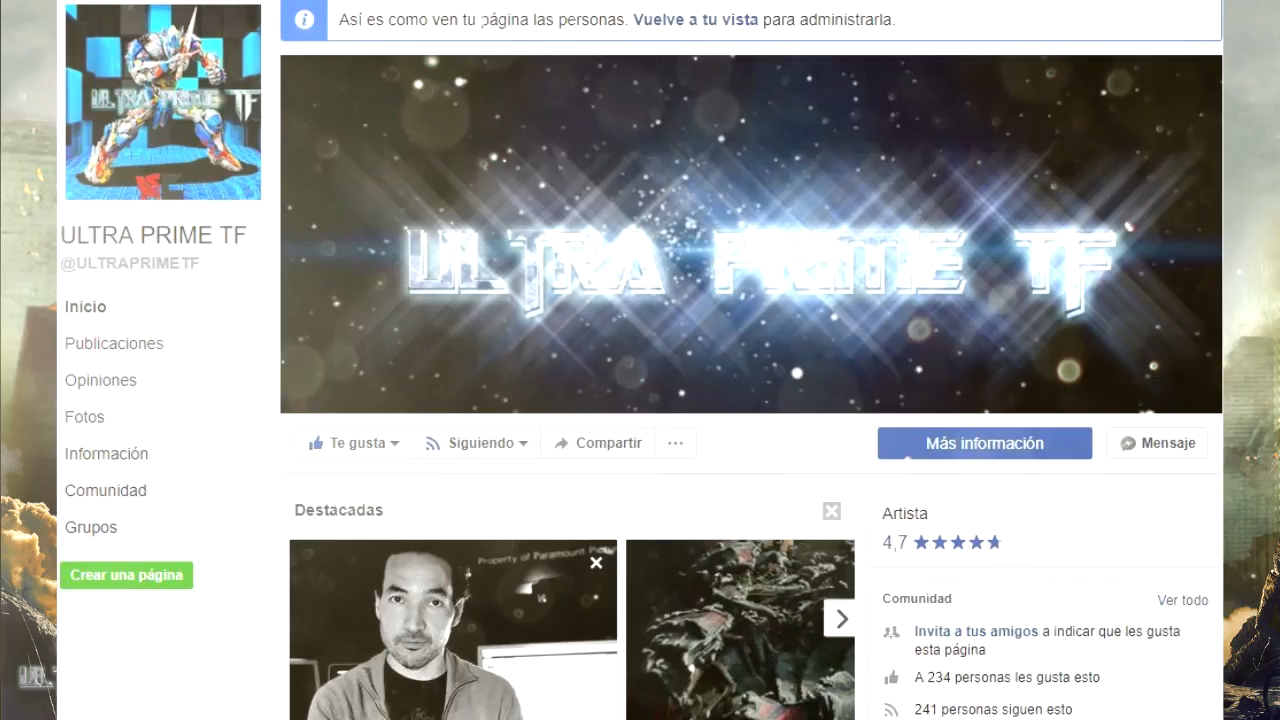 Así es como ven tu página las personas. Vuelve a tu vista para administrarla.
ULTRA PRIME TF
ULTRA PRIME TF
@ULTRAPRIMETF
Inicio
Publicaciones
Opiniones
Fotos
Información
Comunidad
Grupos
Crear una página
ULTRA PRIME TF
Te gusta
Siguiendo
Compartir
Más información
Mensaje
Destacadas
Property of Paramount
Artista
4,7
Comunidad
Ver todo
Invita a tus amigos a indicar que les gusta
esta página
A 234 personas les gusta esto
241 personas siguen esto